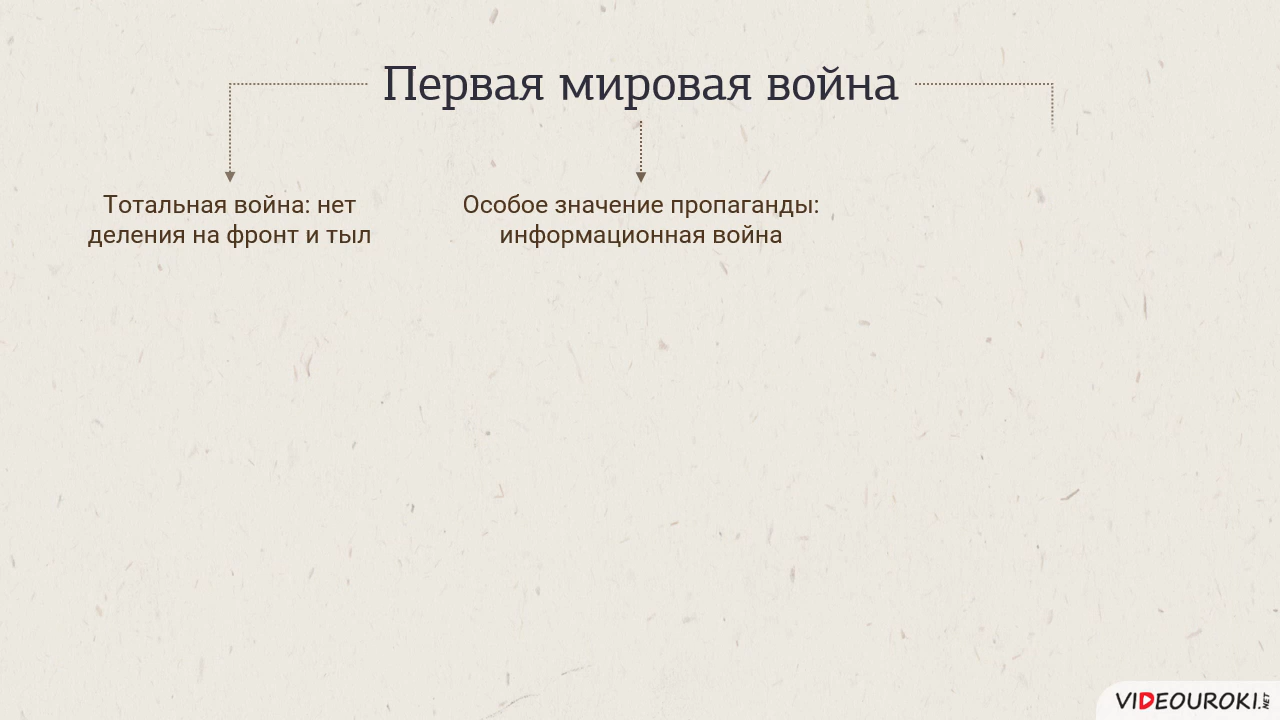 Первая мировая война
Тотальная война: нет
деления на фронт и тыл
Особое значение пропаганды:
информационная война
VIDEOUROKI.NET